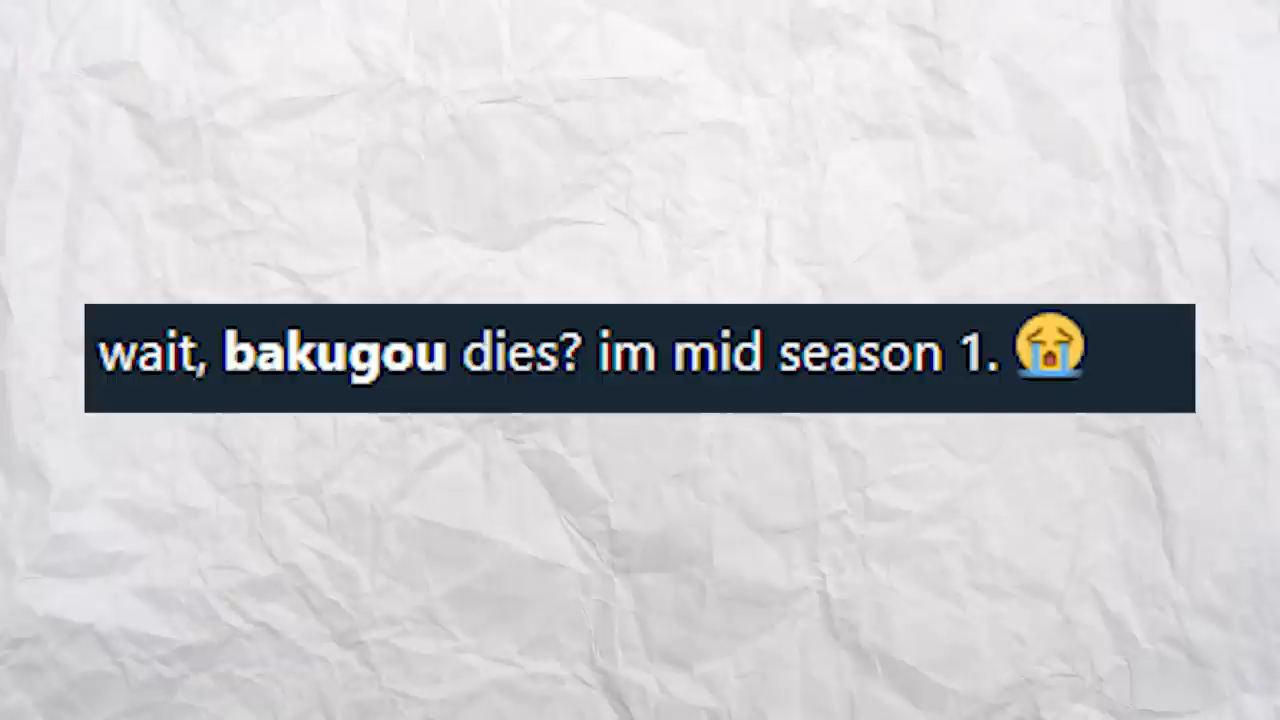 wait, bakugou dies? im mid season 1. 😭